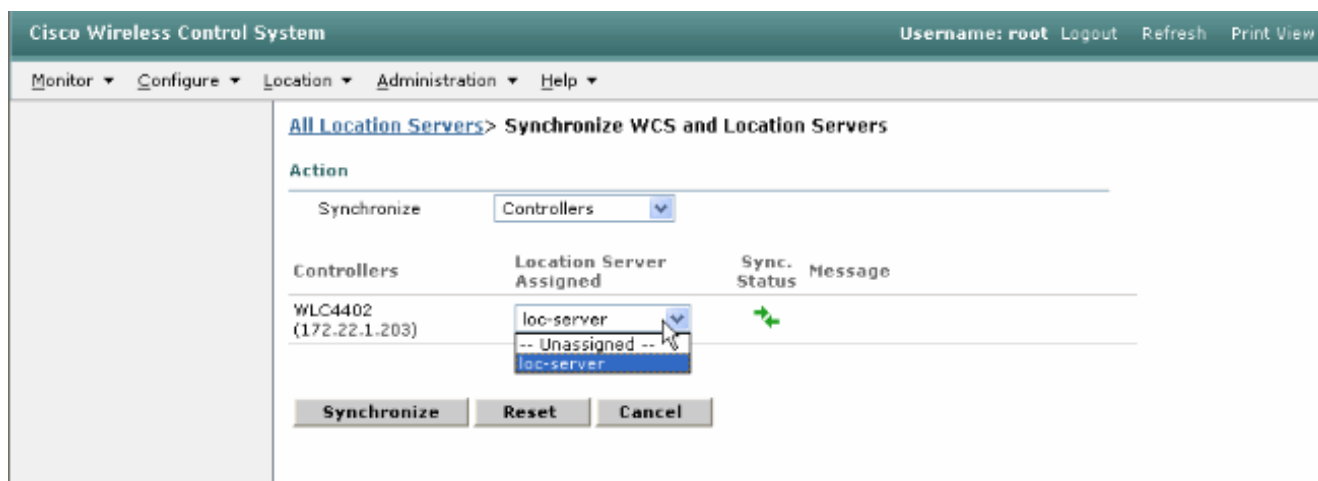 Cisco Wireless Control System Username: root Logout Refresh Print View
Monitor Configure Location Administration Help
All Location Servers> Synchronize WCS and Location Servers
Action
Synchronize Controllers
Controllers Location Server Assigned Sync. Status Message
WLC4402 loc-server
(172.22.1.203)
-- Unassigned --
loc-server
Synchronize Reset Cancel